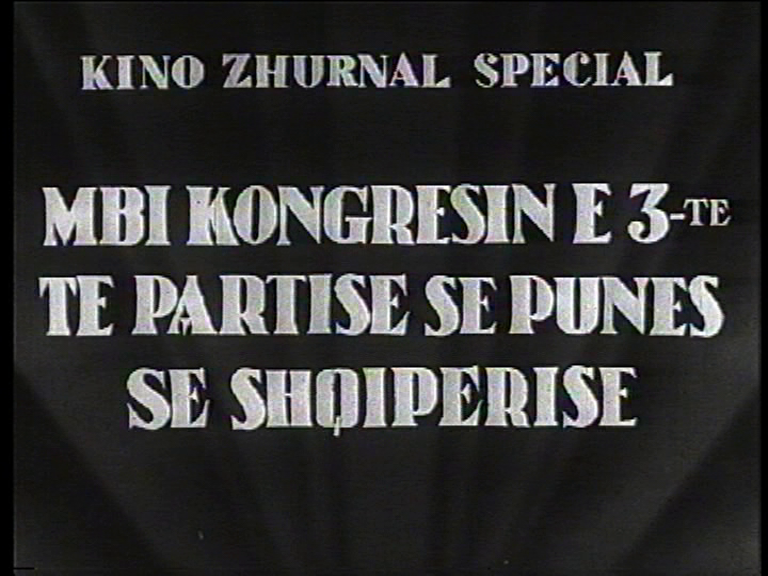 KINO ZHURNAL SPECIAL
MBI KONGRESIN E 3-TE
TE PARTISE SE PUNES
SE SHQIPERISE